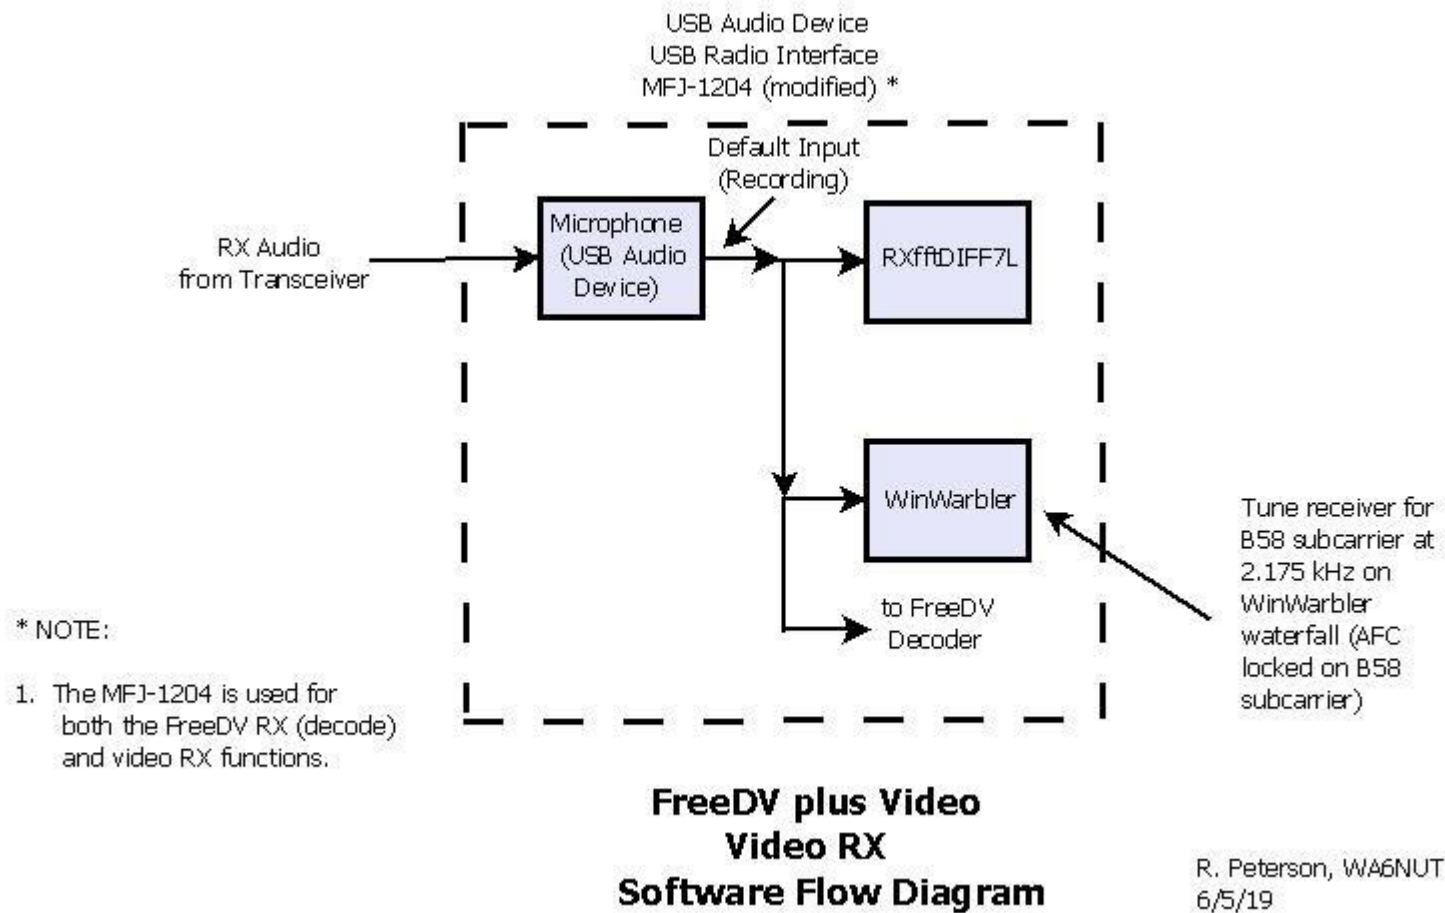 USB Audio Device
USB Radio Interface
MFJ-1204 (modified) *
Default Input
(Recording)
RX Audio
from Transceiver
Microphone
(USB Audio
Device)
RXfftDIFF7L
WinWarbler
to FreeDV
Decoder
Tune receiver for
B58 subcarrier at
2.175 kHz on
WinWarbler
waterfall (AFC
locked on B58
subcarrier)
* NOTE:
1. The MFJ-1204 is used for
both the FreeDV RX (decode)
and video RX functions.
FreeDV plus Video
Video RX
Software Flow Diagram
R. Peterson, WA6NUT
6/5/19